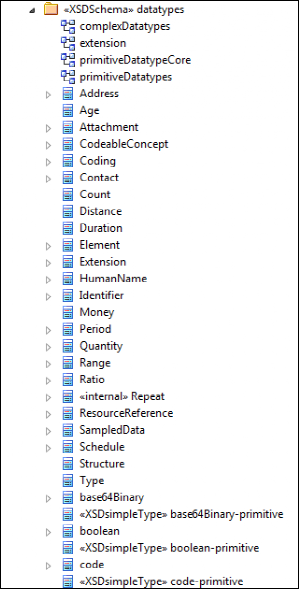 «XSDSchema» datatypes
complexDatatypes
extension
primitiveDatatypeCore
primitiveDatatypes
Address
Age
Attachment
CodeableConcept
Coding
Contact
Count
Distance
Duration
Element
Extension
HumanName
Identifier
Money
Period
Quantity
Range
Ratio
«internal» Repeat
ResourceReference
SampledData
Schedule
Structure
Type
base64Binary
«XSDsimpleType» base64Binary-primitive
boolean
«XSDsimpleType» boolean-primitive
code
«XSDsimpleType» code-primitive